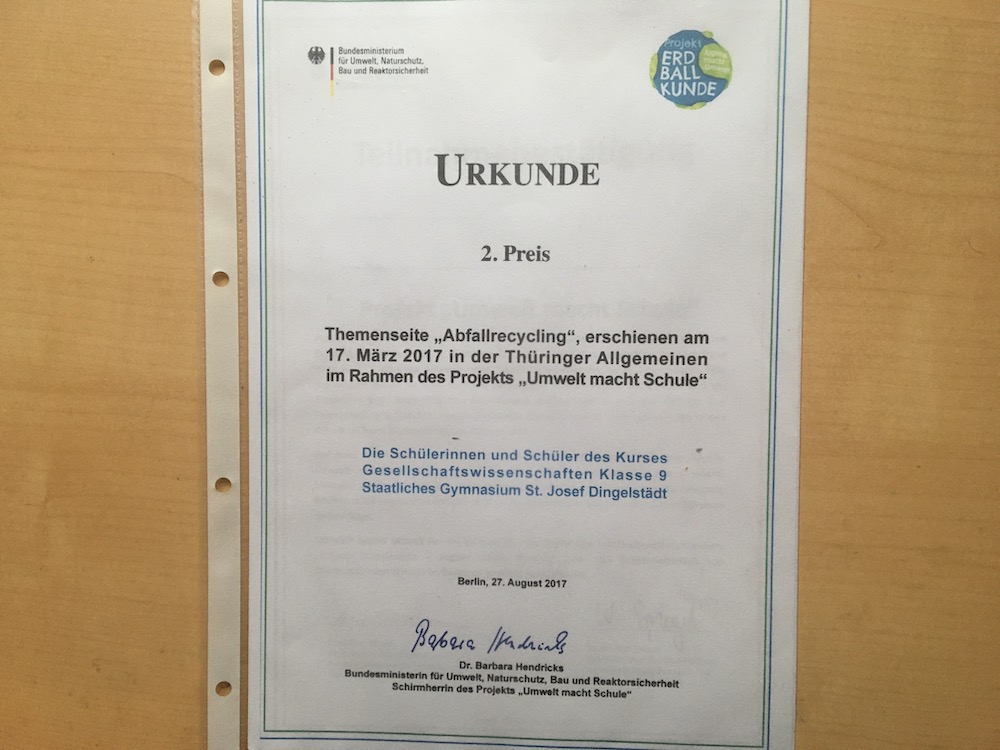 Bundesministerium
für Umwelt, Naturschutz,
Bau und Reaktorsicherheit
Projekt
ERD
BALL
KUNDE
macht
URKUNDE
2. Preis
Themenseite „Abfallrecycling“, erschienen am
17. März 2017 in der Thüringer Allgemeinen
im Rahmen des Projekts „Umwelt macht Schule“
Die Schülerinnen und Schüler des Kurses
Gesellschaftswissenschaften Klasse 9
Staatliches Gymnasium St. Josef Dingelstädt
Berlin, 27. August 2017
Barbara Hendricks
Dr. Barbara Hendricks
Bundesministerin für Umwelt, Naturschutz, Bau und Reaktorsicherheit
Schirmherrin des Projekts „Umwelt macht Schule“